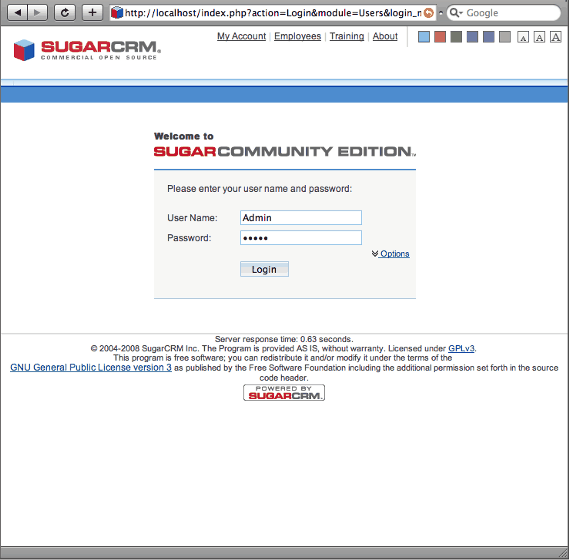 http://localhost/index.php?action=Login&module=Users&login_
Google
My Account | Employees | Training | About
A A A
SUGARCRM.
COMMERCIAL OPEN SOURCE
Welcome to
SUGARCOMMUNITY EDITION™
Please enter your user name and password:
User Name: Admin
Password: •••••
Options
Login
Server response time: 0.63 seconds.
© 2004-2008 SugarCRM Inc. The Program is provided AS IS, without warranty. Licensed under GPLv3.
This program is free software; you can redistribute it and/or modify it under the terms of the
GNU General Public License version 3 as published by the Free Software Foundation including the additional permission set forth in the source
code header.
POWERED BY
SUGARCRM.